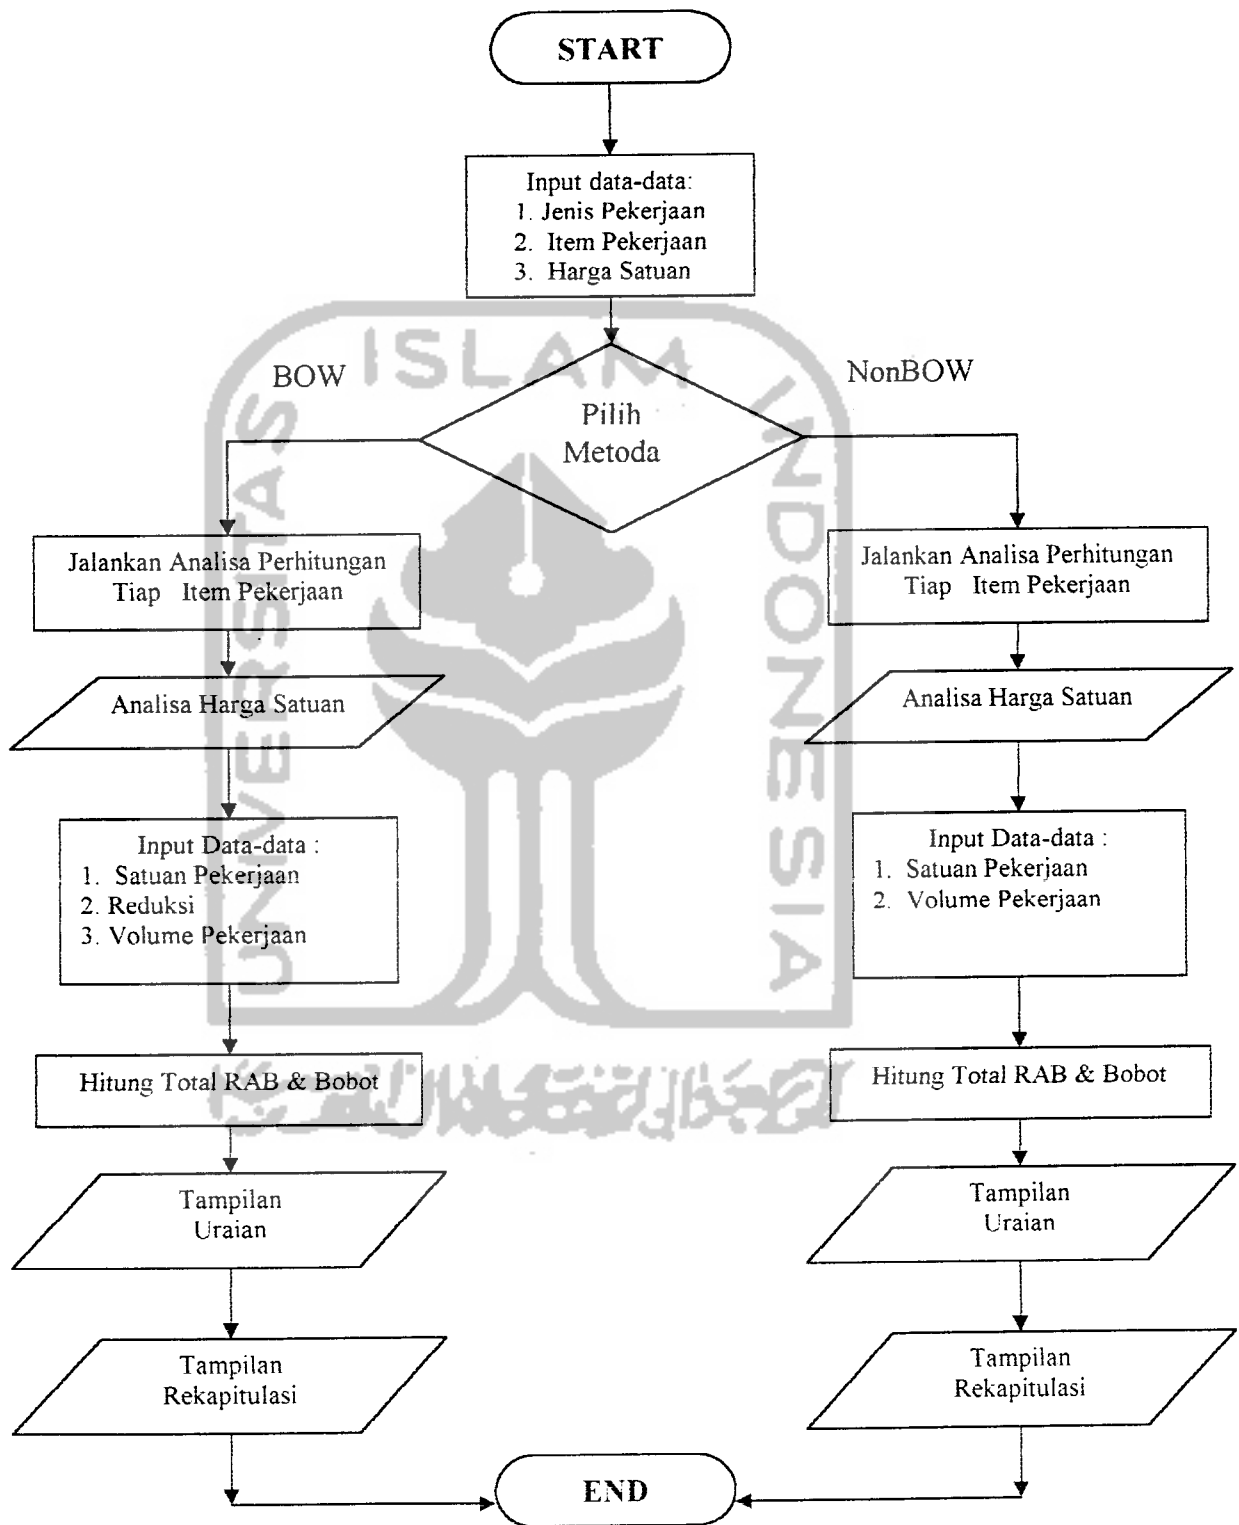 START
Input data-data:
1. Jenis Pekerjaan
2. Item Pekerjaan
3. Harga Satuan
BOW
NonBOW
Pilih
Metoda
Jalankan Analisa Perhitungan
Tiap Item Pekerjaan
Analisa Harga Satuan
Input Data-data :
1. Satuan Pekerjaan
2. Reduksi
3. Volume Pekerjaan
Hitung Total RAB & Bobot
Tampilan
Uraian
Tampilan
Rekapitulasi
Jalankan Analisa Perhitungan
Tiap Item Pekerjaan
Analisa Harga Satuan
Input Data-data :
1. Satuan Pekerjaan
2. Volume Pekerjaan
Hitung Total RAB & Bobot
Tampilan
Uraian
Tampilan
Rekapitulasi
END
UNIVERSITAS
ISLAM
INDONESIA